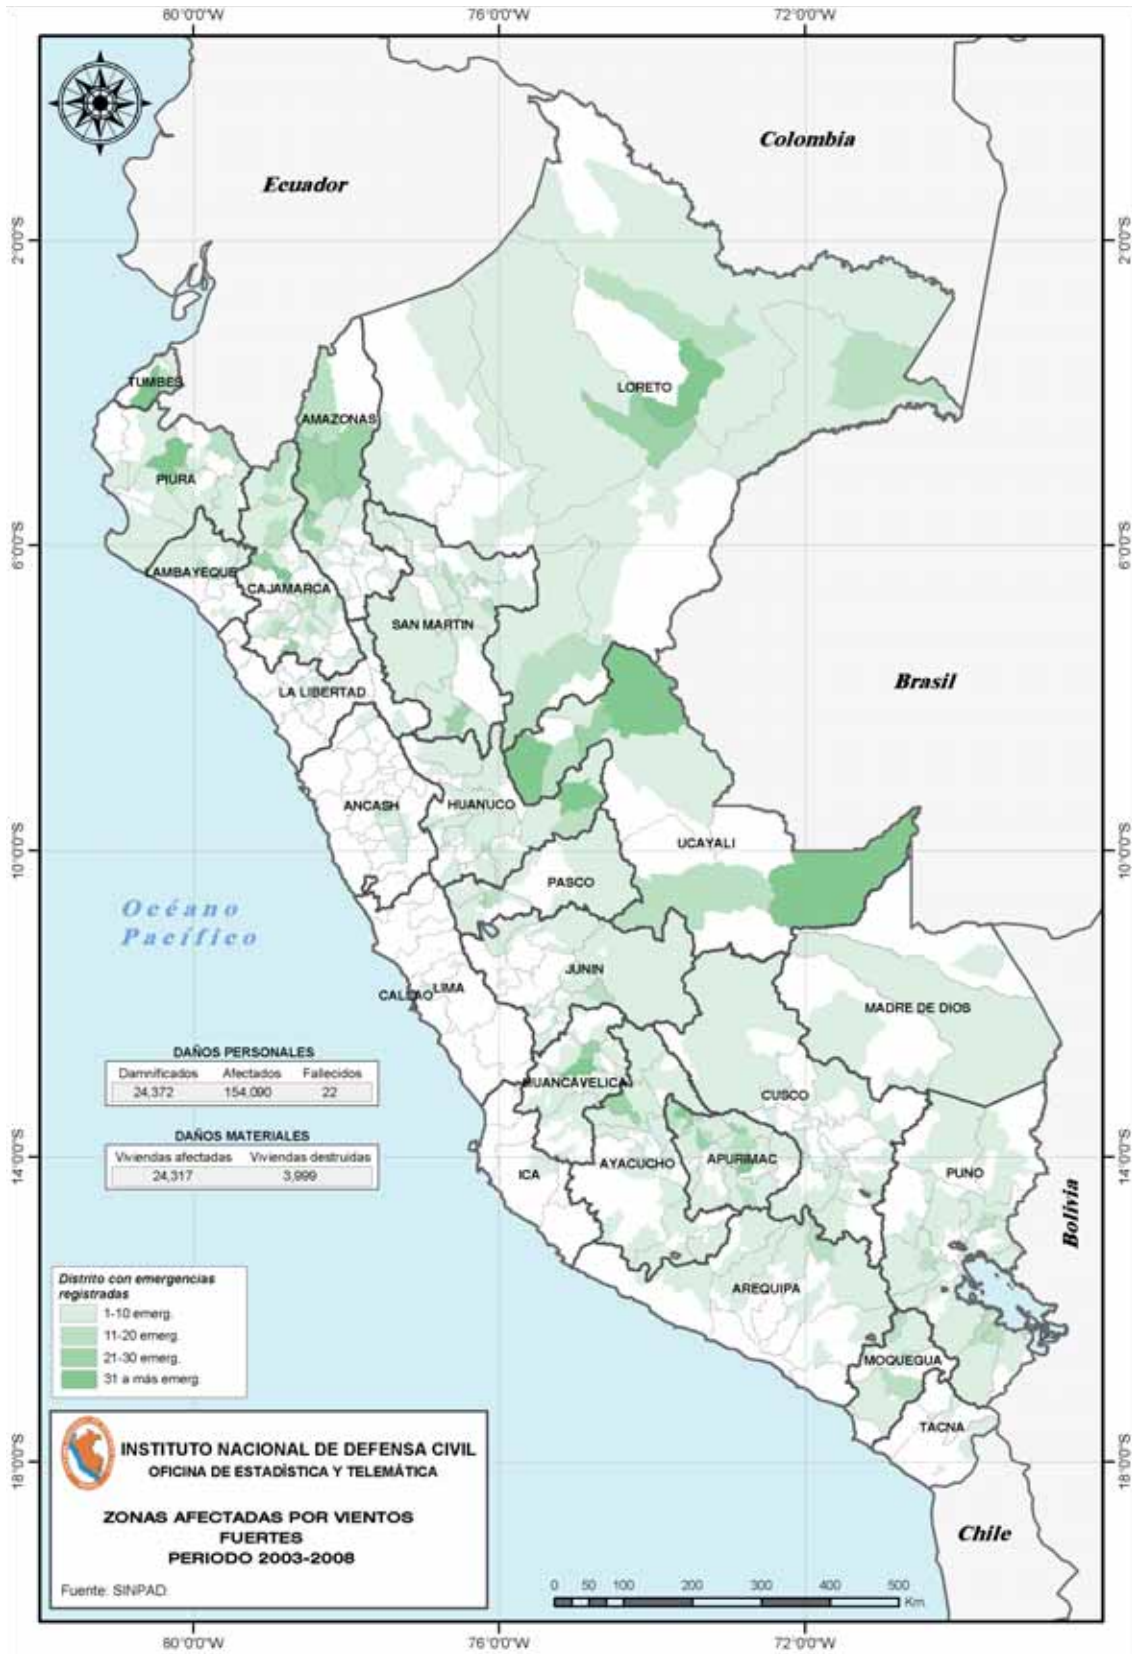 80°0'0"W 76°0'0"W 72°0'0"W
Colombia
Ecuador
2°0'0"S 2°0'0"S
TUMBES
LORETO
AMAZONAS
PIURA
6°0'0"S 6°0'0"S
LAMBAYEQUE
CAJAMARCA
SAN MARTIN
Brasil
LA LIBERTAD
ANCASH
HUANUCO
UCAYALI
10°0'0"S 10°0'0"S
PASCO
Océano
Pacífico
JUNIN
LIMA
CALLAO
MADRE DE DIOS
DAÑOS PERSONALES
Damnificados Afectados Fallecidos
24,372 154,090 22
HUANCAVELICA
CUSCO
DAÑOS MATERIALES
Viviendas afectadas Viviendas destruidas
24,317 3,999
14°0'0"S 14°0'0"S
AYACUCHO
APURIMAC
ICA
PUNO
Bolivia
AREQUIPA
Distrito con emergencias
registradas
1-10 emerg.
11-20 emerg.
21-30 emerg.
31 a más emerg.
MOQUEGUA
TACNA
18°0'0"S 18°0'0"S
INSTITUTO NACIONAL DE DEFENSA CIVIL
OFICINA DE ESTADÍSTICA Y TELEMÁTICA
ZONAS AFECTADAS POR VIENTOS
FUERTES
PERIODO 2003-2008
Fuente: SINPAD.
Chile
0 50 100 200 300 400 500
Km.
80°0'0"W 76°0'0"W 72°0'0"W